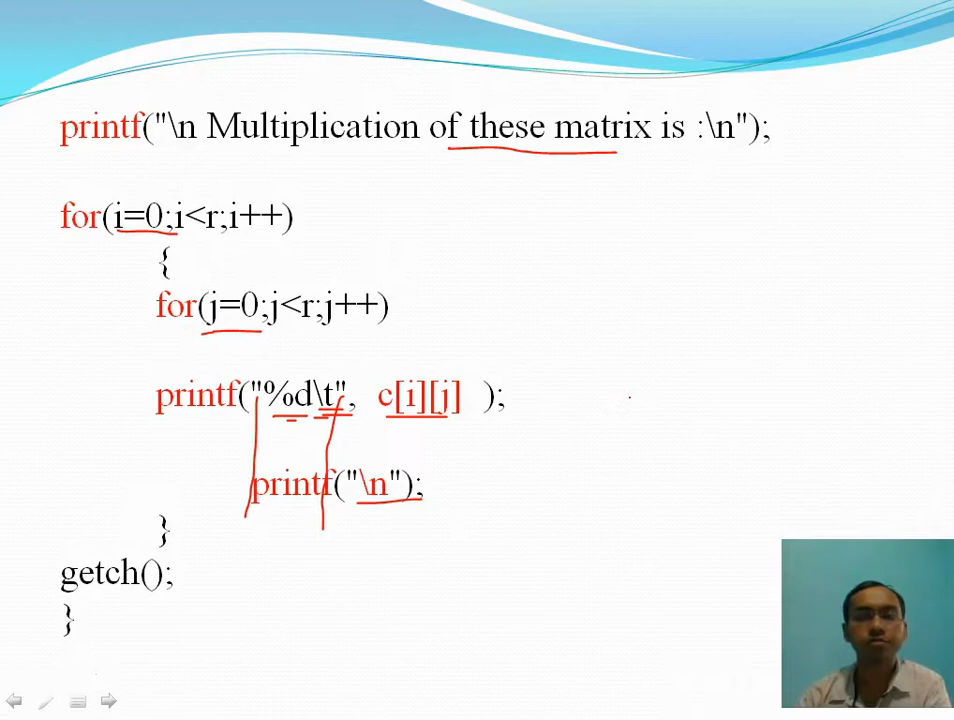 printf("\n Multiplication of these matrix is :\n");
for(i=0;i<r;i++)
{
for(j=0;j<r;j++)
printf("%d\t", c[i][j] );
printf("\n");
}
getch();
}